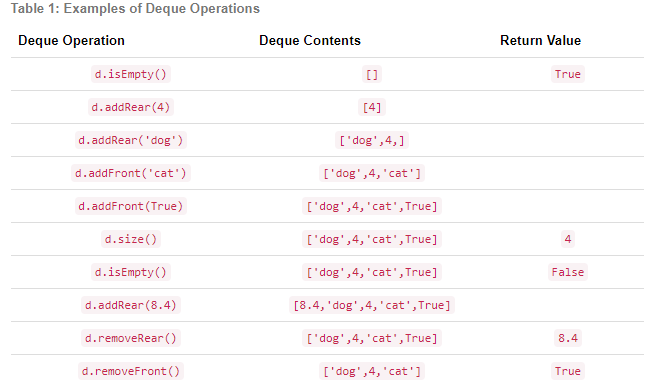 Table 1: Examples of Deque Operations
Deque Operation Deque Contents Return Value
d.isEmpty() [] True
d.addRear(4) [4]
d.addRear('dog') ['dog',4,]
d.addFront('cat') ['dog',4,'cat']
d.addFront(True) ['dog',4,'cat',True]
d.size() ['dog',4,'cat',True] 4
d.isEmpty() ['dog',4,'cat',True] False
d.addRear(8.4) [8.4,'dog',4,'cat',True]
d.removeRear() ['dog',4,'cat',True] 8.4
d.removeFront() ['dog',4,'cat'] True